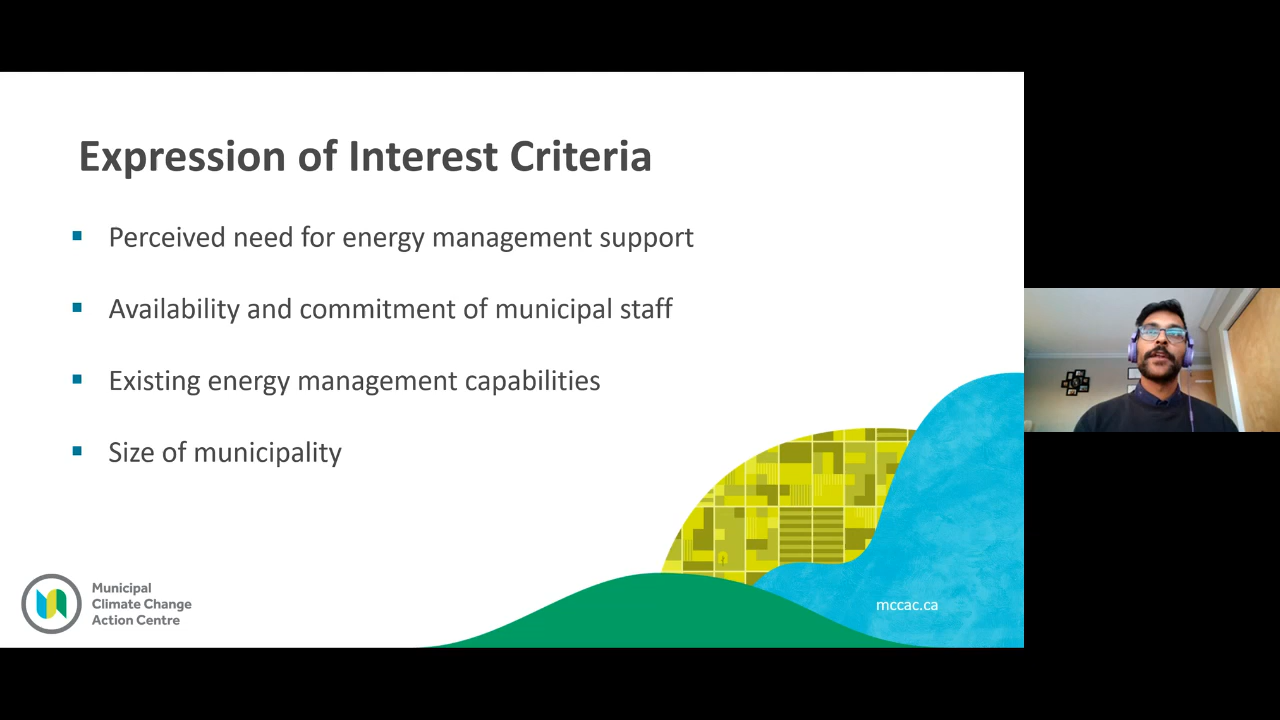 Expression of Interest Criteria
Perceived need for energy management support
Availability and commitment of municipal staff
Existing energy management capabilities
Size of municipality
Municipal
Climate Change
Action Centre
mccac.ca